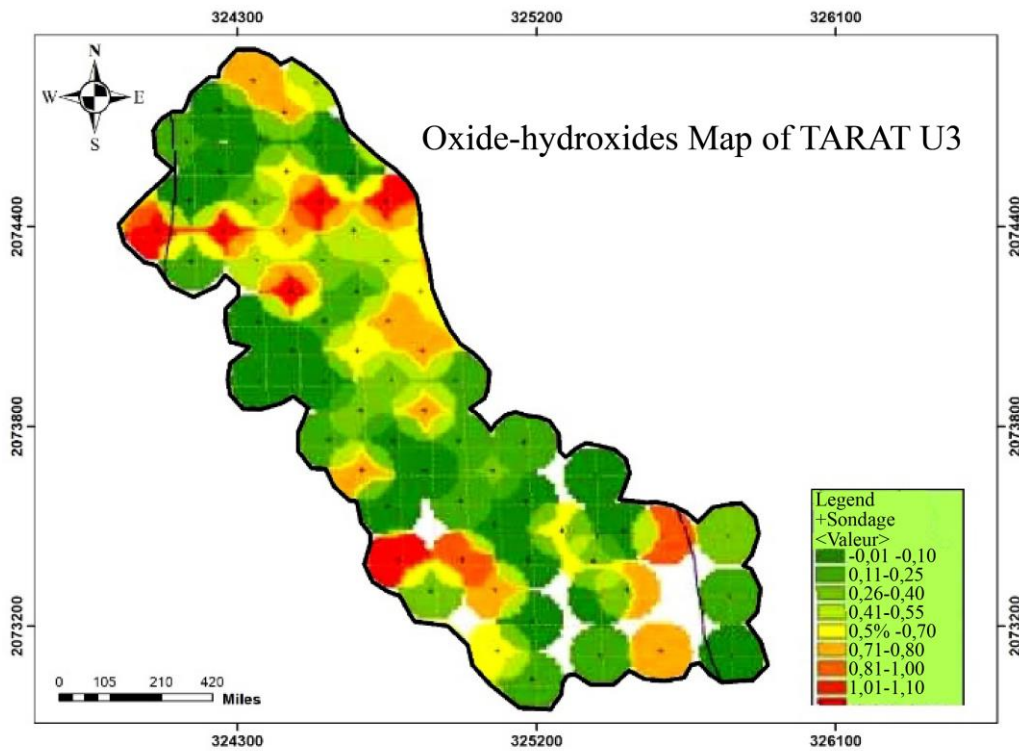 324300 325200 326100
N
W E
S
Oxide-hydroxides Map of TARAT U3
2074400 2074400
2073800 2073800
2073200 2073200
Legend
+Sondage
<Valeur>
-0,01 -0,10
0,11-0,25
0,26-0,40
0,41-0,55
0,5% -0,70
0,71-0,80
0,81-1,00
1,01-1,10
0 105 210 420
Miles
324300 325200 326100